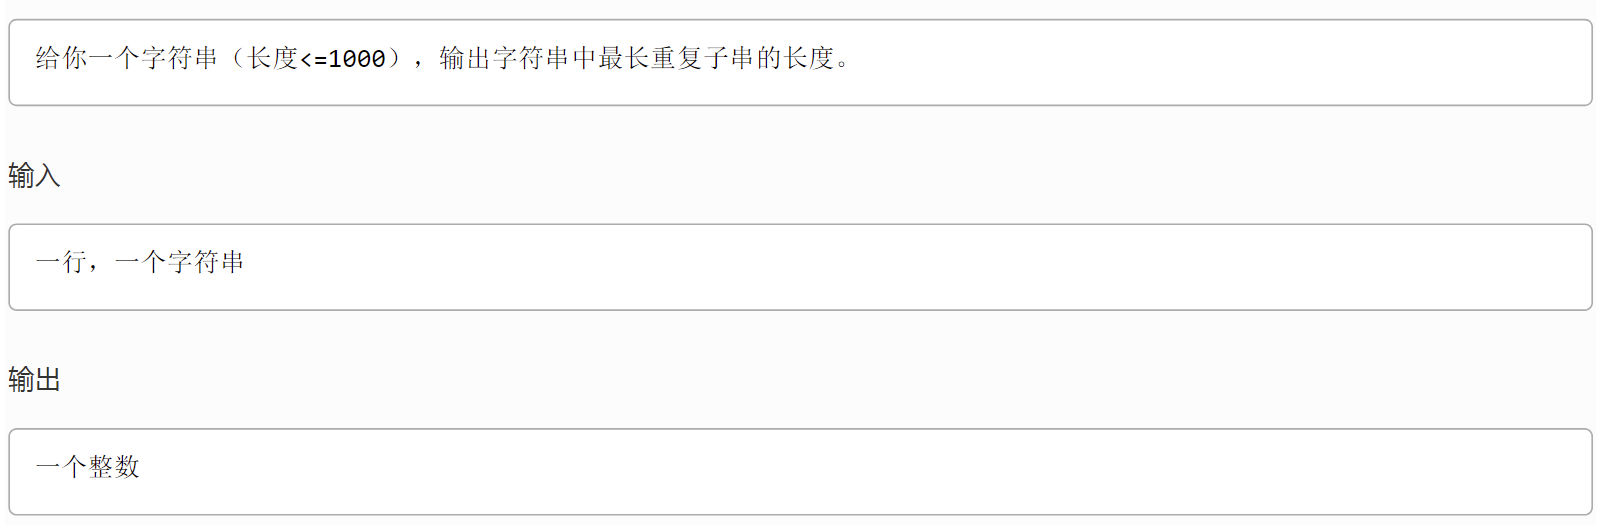 给你一个字符串（长度<=1000），输出字符串中最长重复子串的长度。
输入
一行，一个字符串
输出
一个整数